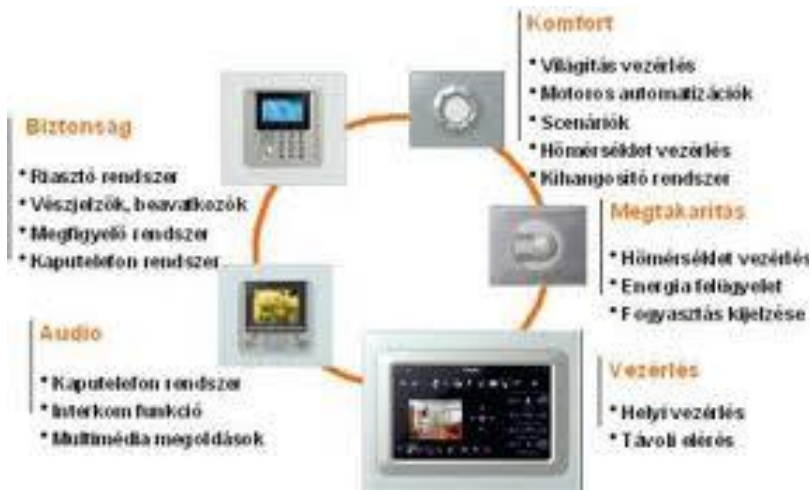 Komfort
* Világítás vezérlés
* Motoros automatizációk
* Scenáriók
* Hőmérséklet vezérlés
* Kihangosító rendszer
Biztonság
* Riasztó rendszer
* Vészjelzők, beavatkozók
* Megfigyelő rendszer
* Kaputelefon rendszer
Megtakarítás
* Hőmérséklet vezérlés
* Energia felügyelet
* Fogyasztás kijelzése
Audio
* Kaputelefon rendszer
* Interkom funkció
* Multimédia megoldások
Vezérlés
* Helyi vezérlés
* Távoli elérés